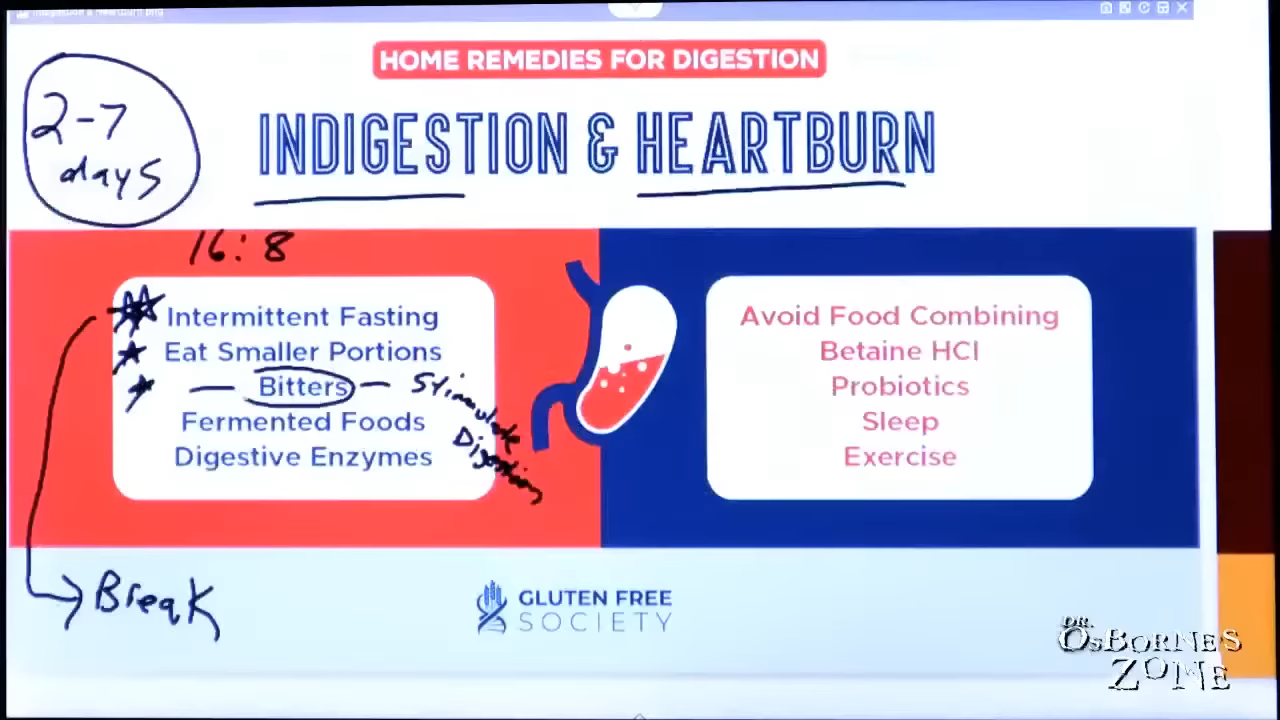 HOME REMEDIES FOR DIGESTION
2-7
days
INDIGESTION & HEARTBURN
16:8
Intermittent Fasting
Eat Smaller Portions
Bitters
Stimulate
Digestion
Fermented Foods
Digestive Enzymes
Avoid Food Combining
Betaine HCl
Probiotics
Sleep
Exercise
Break
GLUTEN FREE
SOCIETY
DR.
OSBORNE'S
ZONE